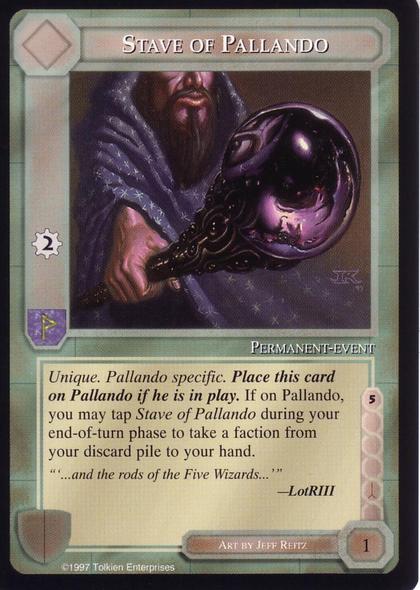 STAVE OF PALLANDO
2
JR
PERMANENT-EVENT
Unique. Pallando specific. Place this card
on Pallando if he is in play. If on Pallando,
you may tap Stave of Pallando during your
end-of-turn phase to take a faction from
your discard pile to your hand.
“‘...and the rods of the Five Wizards...’”
—LotRIII
5
ART BY JEFF REITZ
1
©1997 Tolkien Enterprises